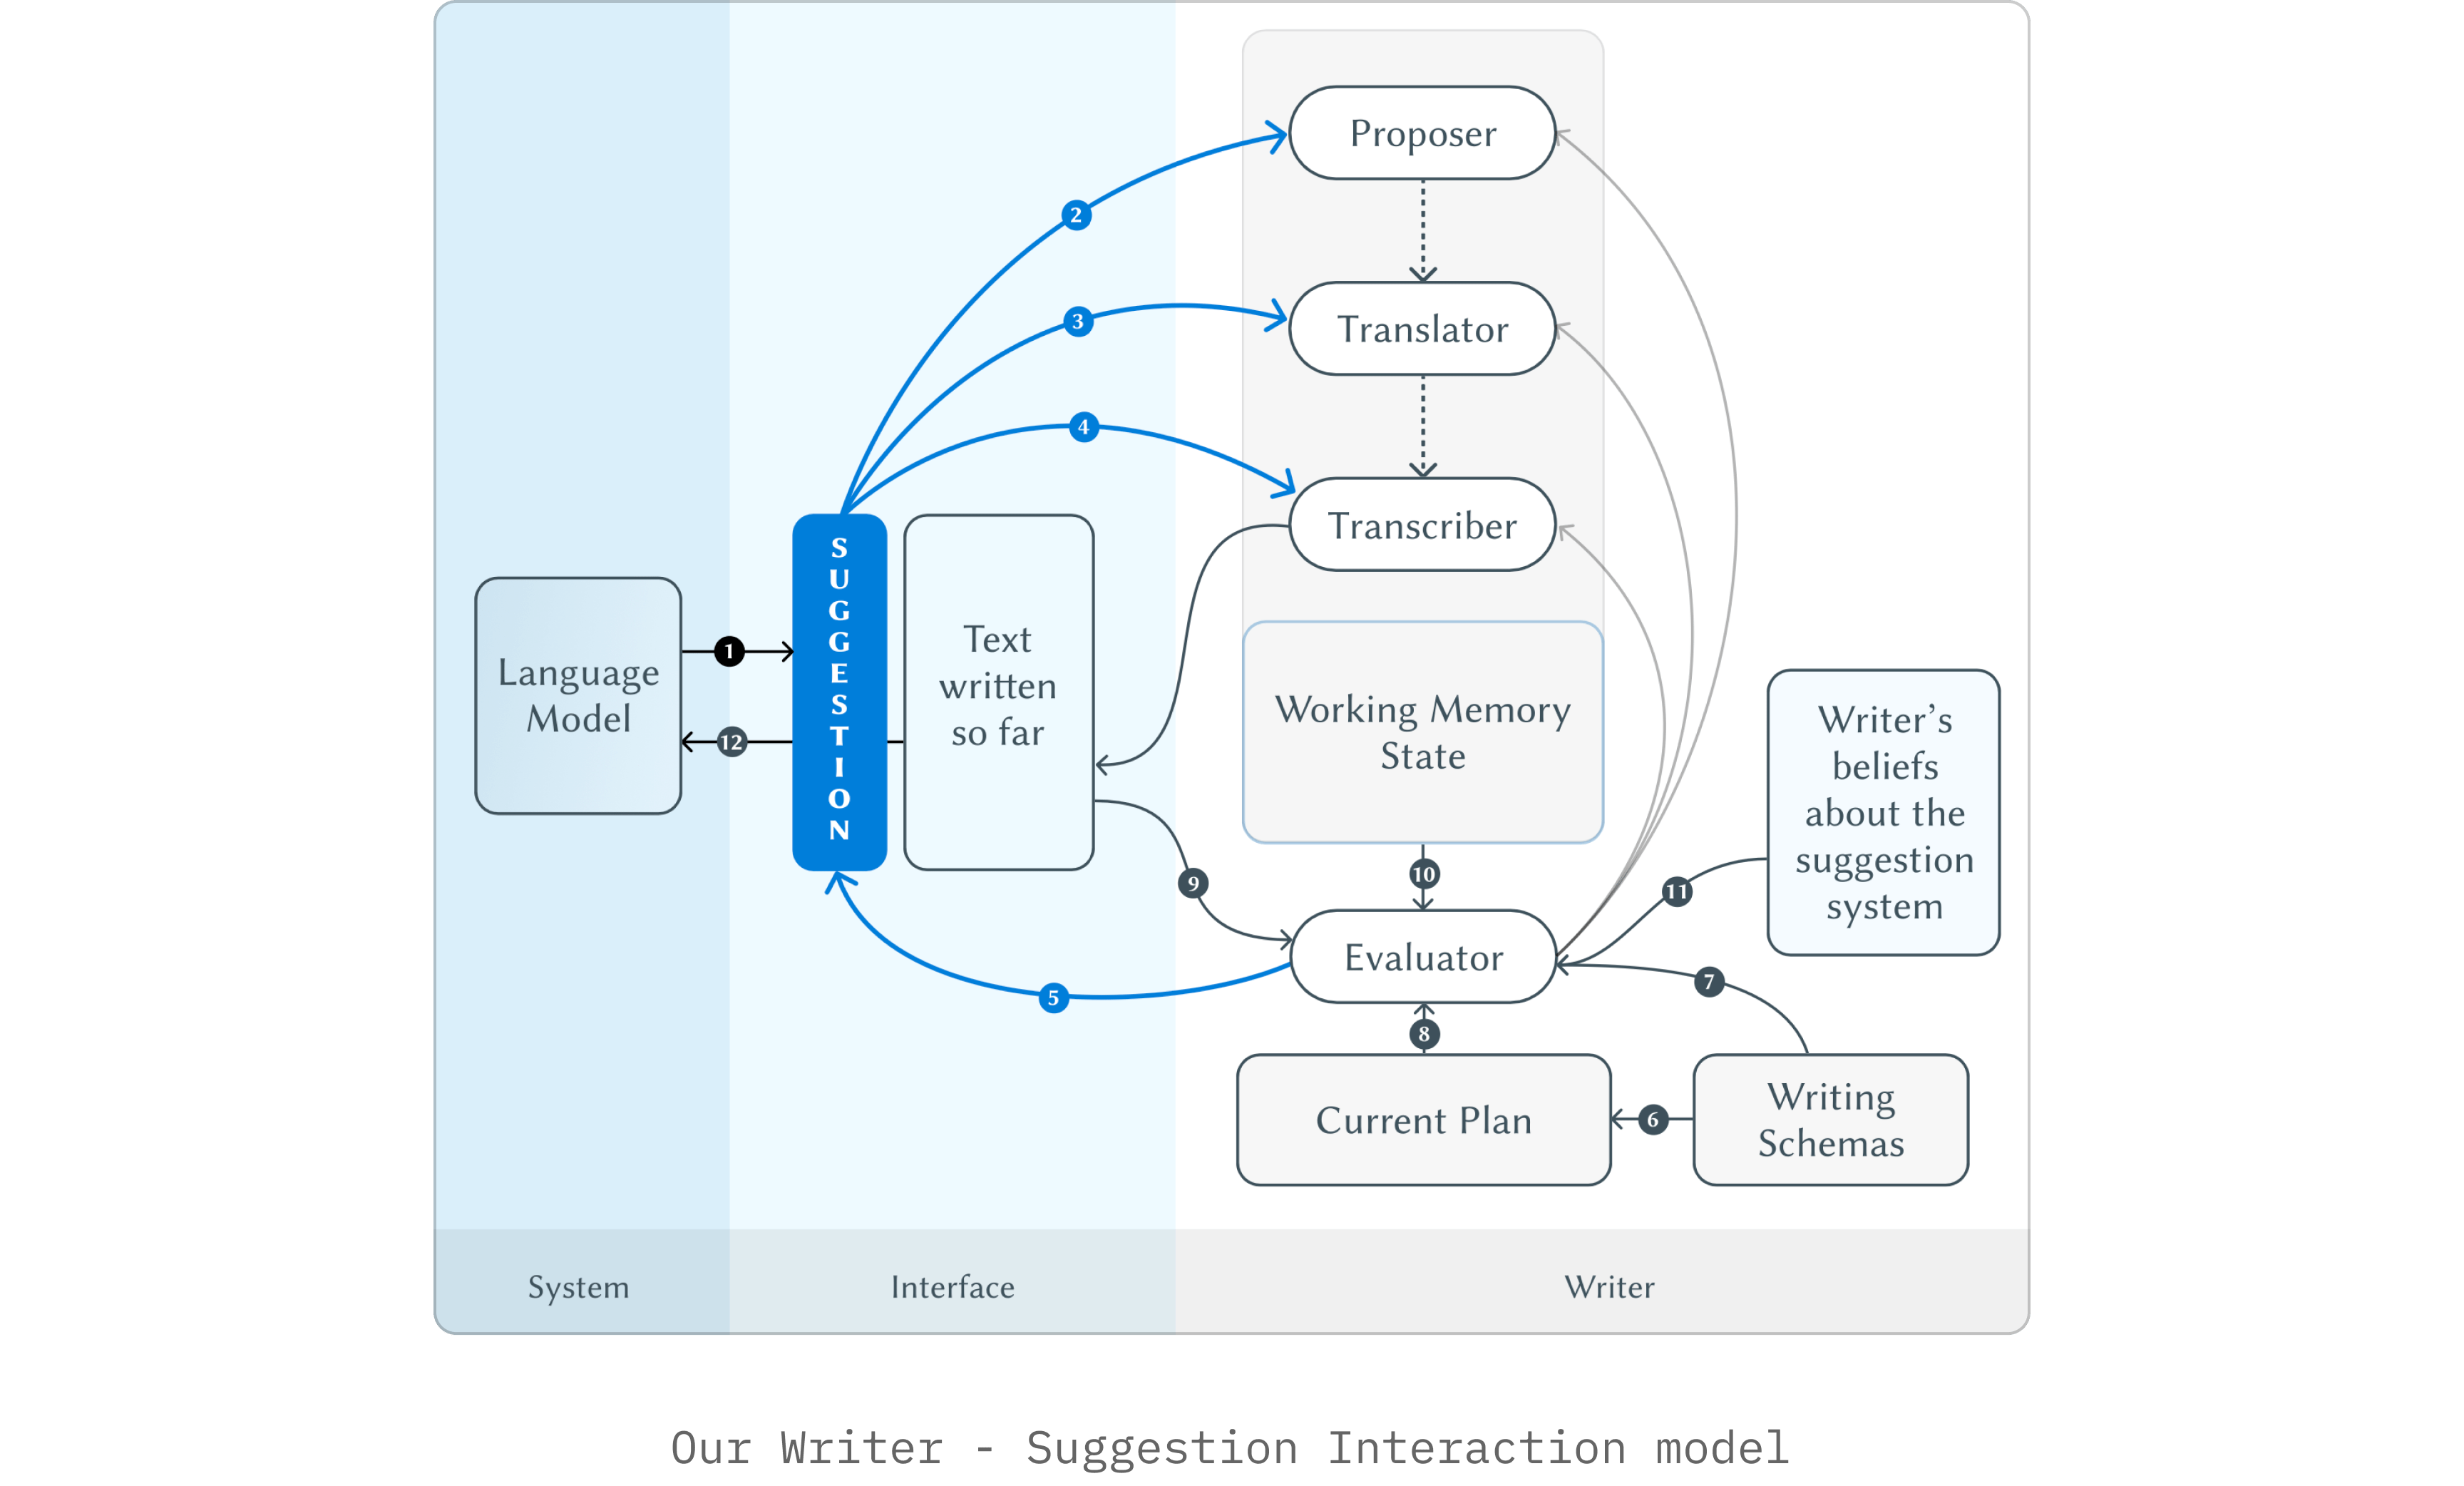 Proposer
2
3
Translator
4
Transcriber
SUGGESTION
Text
written
so far
Language
Model
1
12
Working Memory
State
Writer’s
beliefs
about the
suggestion
system
9
10
11
Evaluator
5
7
8
Current Plan
6
Writing
Schemas
System
Interface
Writer
Our Writer - Suggestion Interaction model